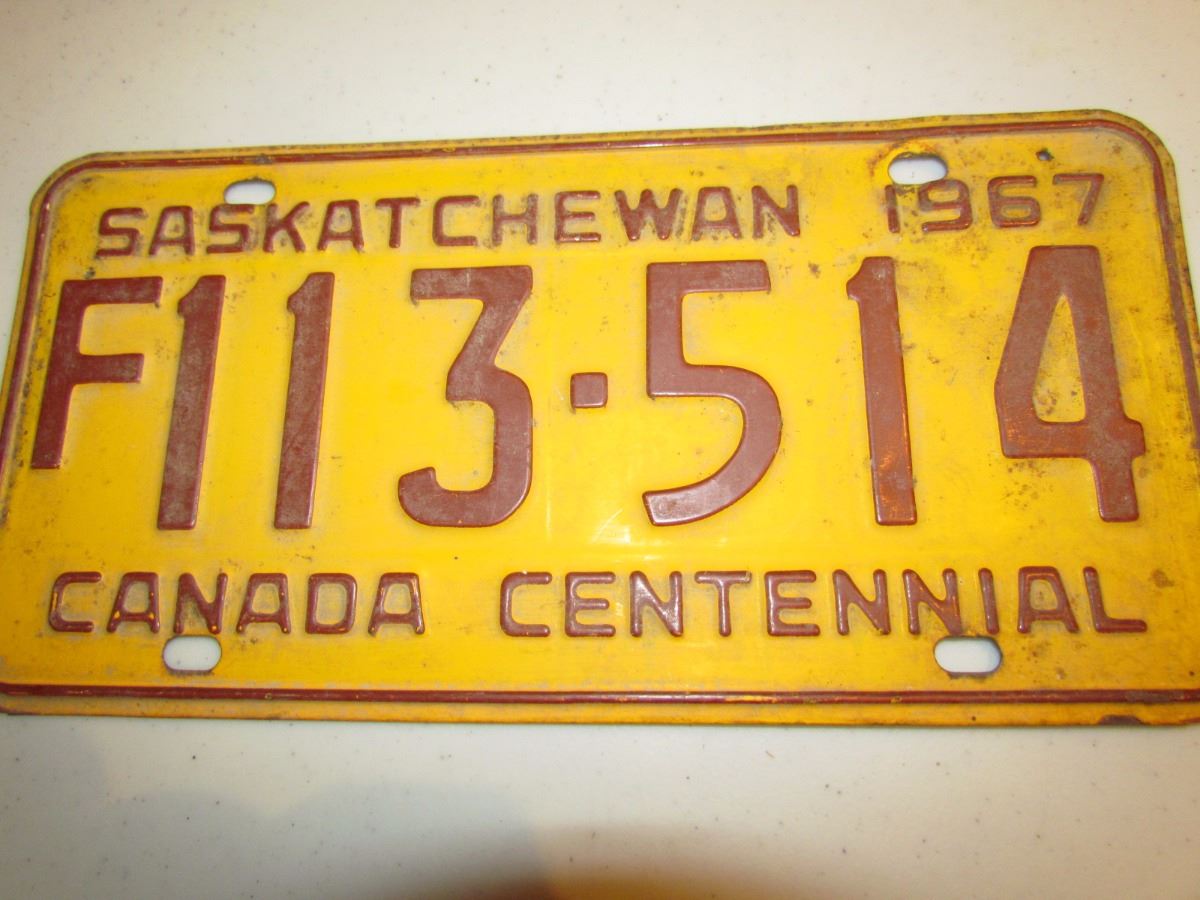 SASKATCHEWAN 1967
F113·514
CANADA CENTENNIAL